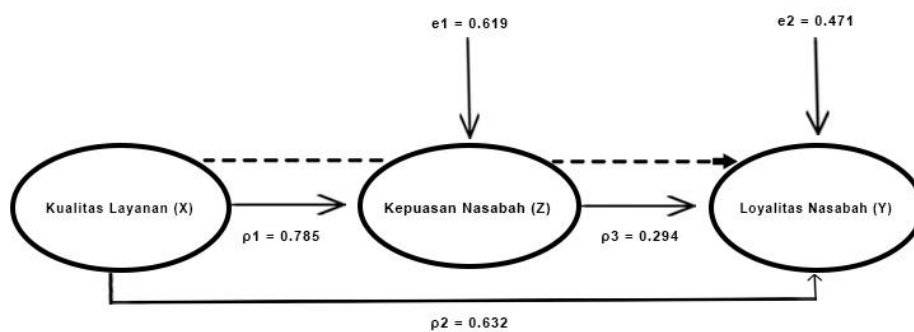 e1 = 0.619
e2 = 0.471
Kualitas Layanan (X)
Kepuasan Nasabah (Z)
Loyalitas Nasabah (Y)
ρ1 = 0.785
ρ3 = 0.294
ρ2 = 0.632